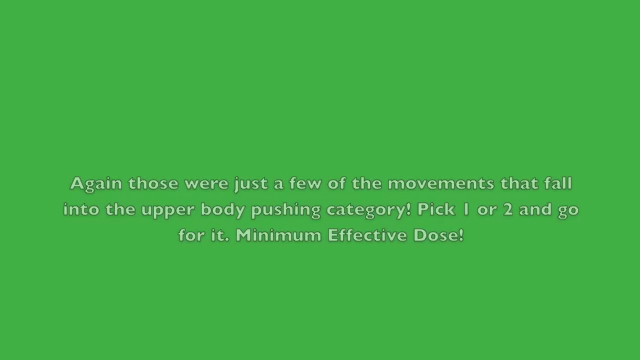 Again those were just a few of the movements that fall
into the upper body pushing category! Pick 1 or 2 and go
for it. Minimum Effective Dose!